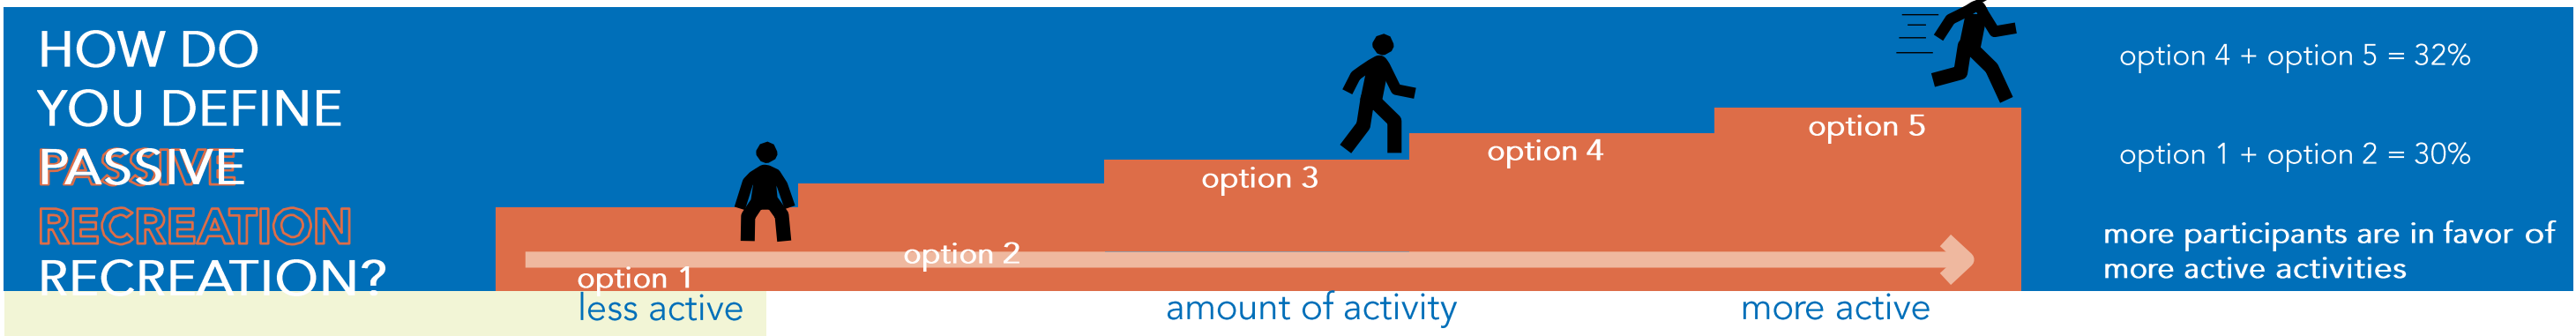 HOW DO
YOU DEFINE
PASSIVE
PASSIVE
RECREATION
RECREATION?
option 1
option 2
option 3
option 4
option 5
less active
amount of activity
more active
option 4 + option 5 = 32%
option 1 + option 2 = 30%
more participants are in favor of
more active activities